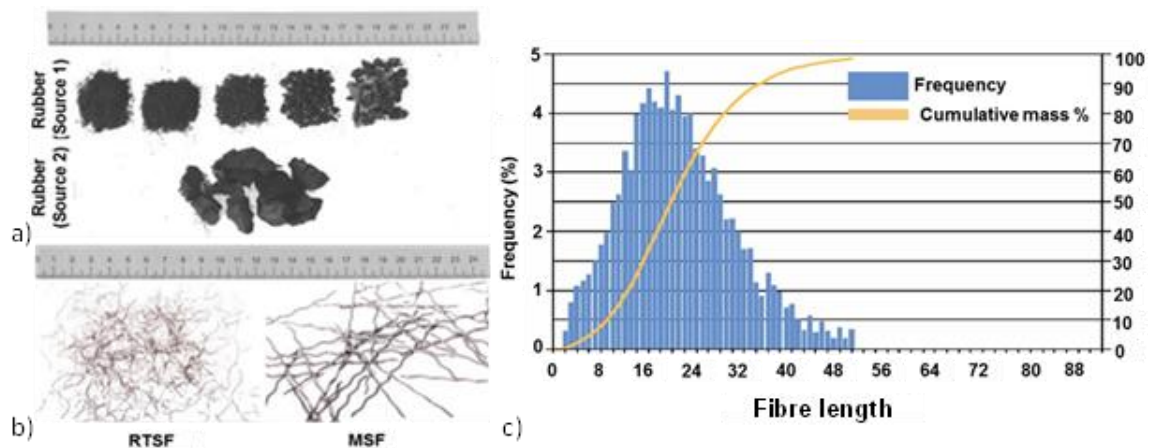 a)
Rubber
(Source 1)
Rubber
(Source 2)
b)
RTSF
MSF
c)
Frequency (%)
5
4
3
2
1
0
Frequency
Cumulative mass %
100
90
80
70
60
50
40
30
20
10
0
0 8 16 24 32 40 48 56 64 72 80 88
Fibre length